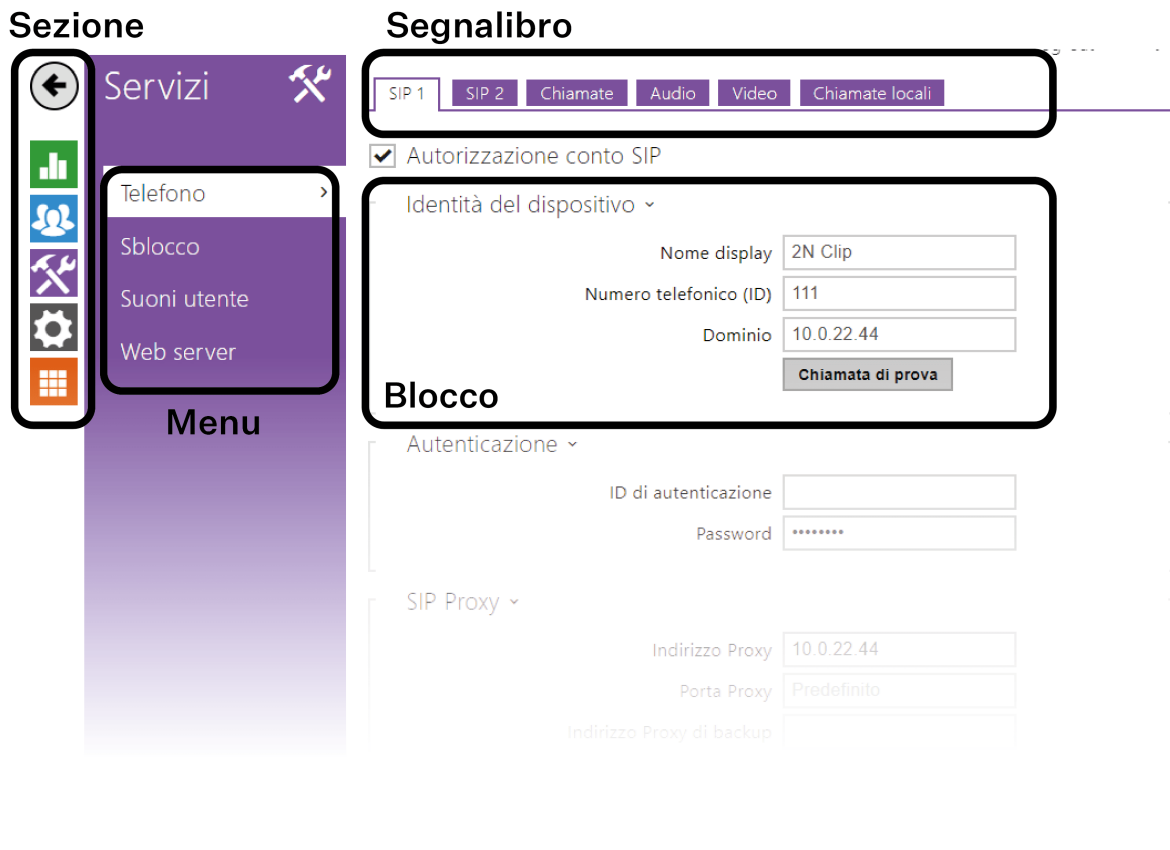 Sezione
Segnalibro
Servizi
SIP 1
SIP 2
Chiamate
Audio
Video
Chiamate locali
Autorizzazione conto SIP
Telefono
Sblocco
Suoni utente
Web server
Menu
Identità del dispositivo
Nome display 2N Clip
Numero telefonico (ID) 111
Dominio 10.0.22.44
Chiamata di prova
Blocco
Autenticazione
ID di autenticazione
Password ••••••••
SIP Proxy
Indirizzo Proxy 10.0.22.44
Porta Proxy Predefinito
Indirizzo Proxy di backup